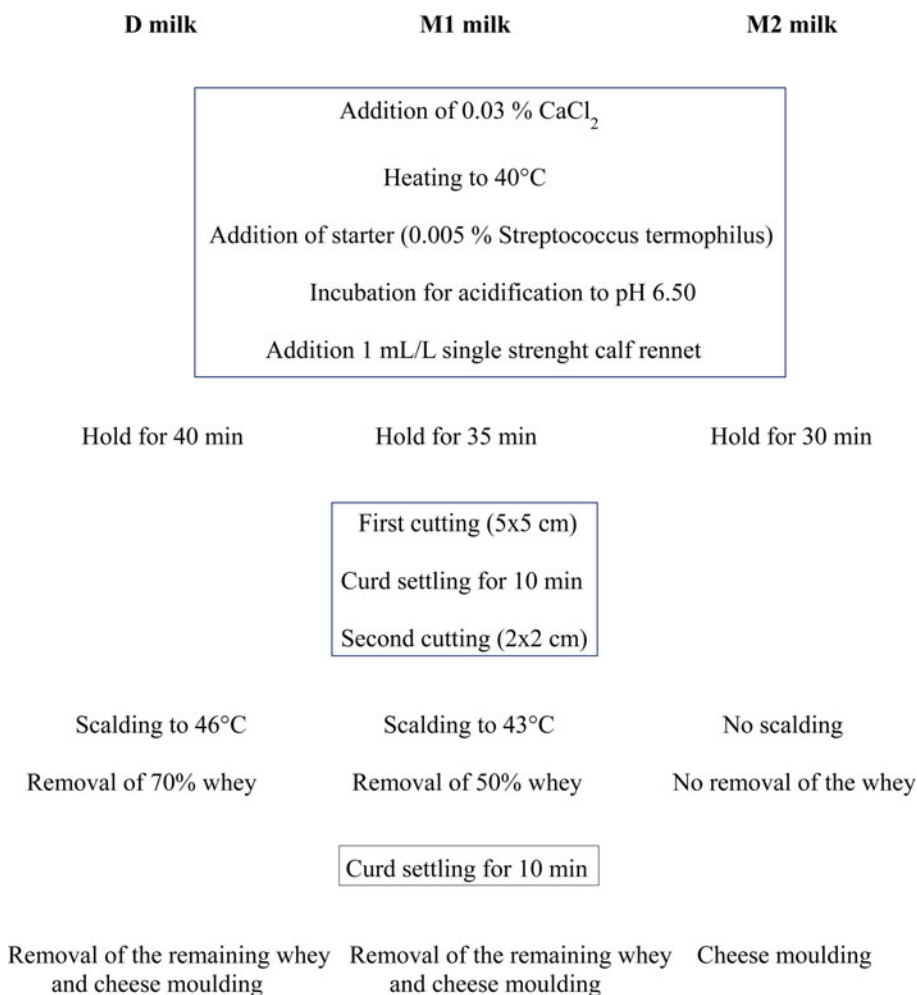 D milk M1 milk M2 milk
Addition of 0.03 % CaCl₂
Heating to 40°C
Addition of starter (0.005 % Streptococcus termophilus)
Incubation for acidification to pH 6.50
Addition 1 mL/L single strenght calf rennet
Hold for 40 min Hold for 35 min Hold for 30 min
First cutting (5x5 cm)
Curd settling for 10 min
Second cutting (2x2 cm)
Scalding to 46°C Scalding to 43°C No scalding
Removal of 70% whey Removal of 50% whey No removal of the whey
Curd settling for 10 min
Removal of the remaining whey Removal of the remaining whey Cheese moulding
and cheese moulding and cheese moulding